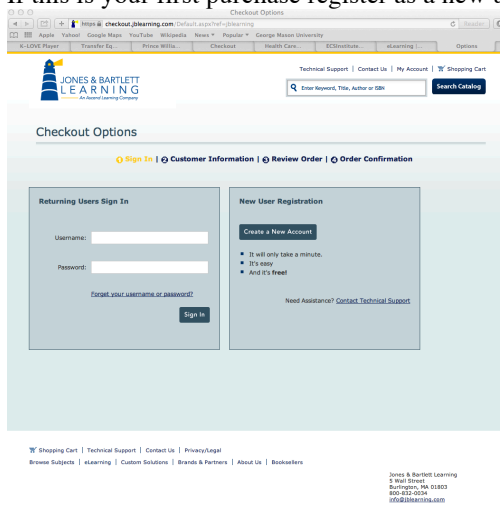 If this is your first purchase register as a new u
Checkout Options
https checkout.jblearning.com/Default.aspx?ref=jblearning
Reader
Apple Yahoo! Google Maps YouTube Wikipedia News Popular George Mason University
K-LOVE Player Transfer Eq... Prince Willia... Checkout Health Care... ECSInstitute... eLearning |... Options
Technical Support | Contact Us | My Account | Shopping Cart
JONES & BARTLETT
LEARNING
An Ascend Learning Company
Enter Keyword, Title, Author or ISBN
Search Catalog
Checkout Options
1 Sign In | 2 Customer Information | 3 Review Order | 4 Order Confirmation
Returning Users Sign In
Username:
Password:
Forget your username or password?
Sign In
New User Registration
Create a New Account
It will only take a minute.
It's easy
And it's free!
Need Assistance? Contact Technical Support
Shopping Cart | Technical Support | Contact Us | Privacy/Legal
Browse Subjects | eLearning | Custom Solutions | Brands & Partners | About Us | Booksellers
Jones & Bartlett Learning
5 Wall Street
Burlington, MA 01803
800-832-0034
info@jblearning.com